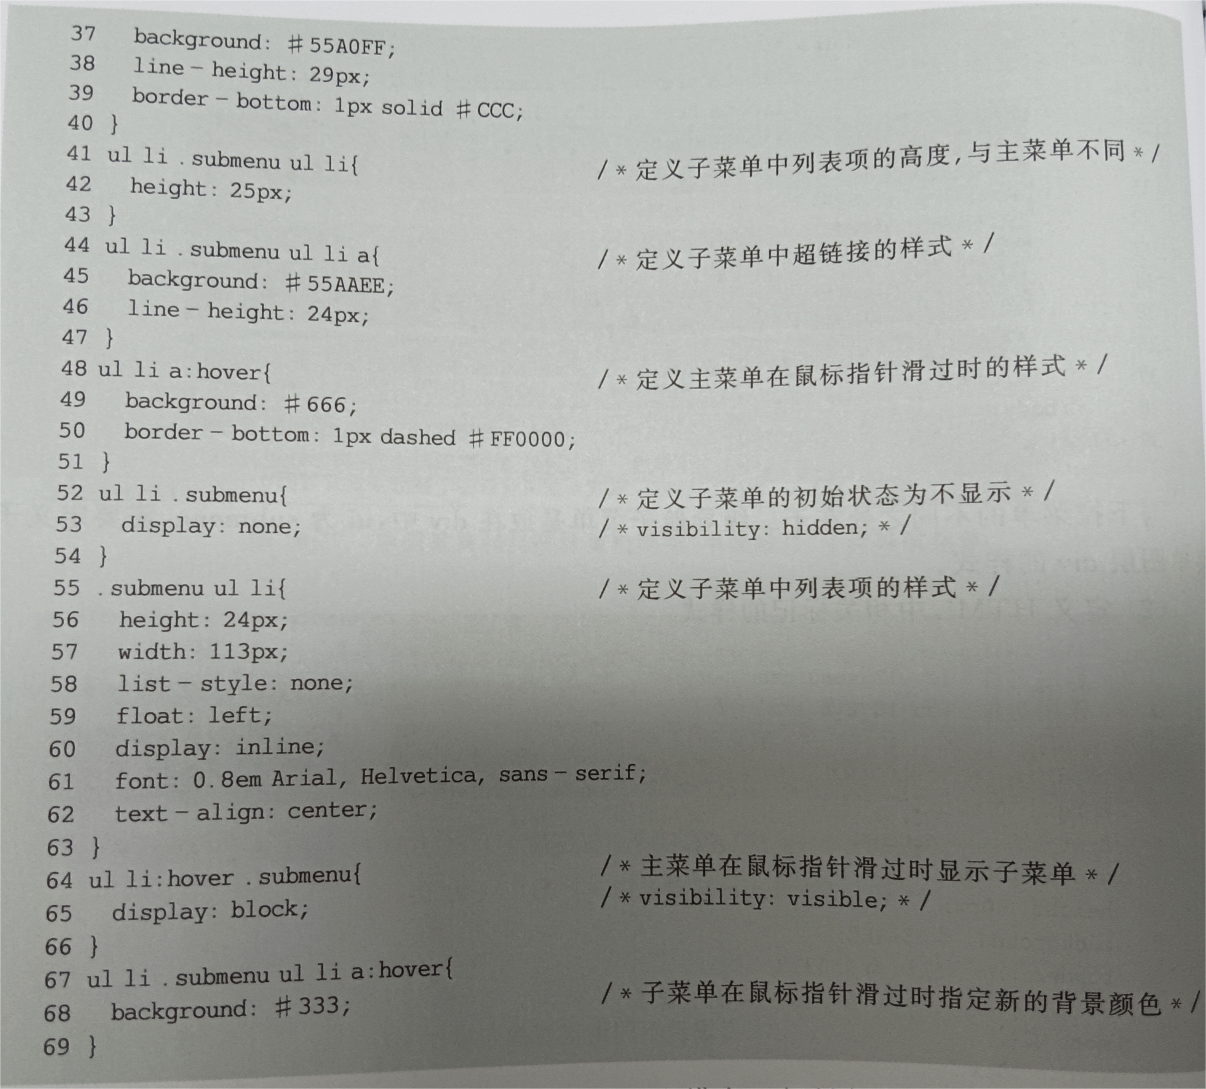 37 background: #55A0FF;
38 line-height: 29px;
39 border-bottom: 1px solid #CCC;
40 }
41 ul li .submenu ul li{ /*定义子菜单中列表项的高度,与主菜单不同*/
42 height: 25px;
43 }
44 ul li .submenu ul li a{ /*定义子菜单中超链接的样式*/
45 background: #55AAEE;
46 line-height: 24px;
47 }
48 ul li a:hover{ /*定义主菜单在鼠标指针滑过时的样式*/
49 background: #666;
50 border-bottom: 1px dashed #FF0000;
51 }
52 ul li .submenu{ /*定义子菜单的初始状态为不显示*/
53 display: none; /*visibility: hidden;*/
54 }
55 .submenu ul li{ /*定义子菜单中列表项的样式*/
56 height: 24px;
57 width: 113px;
58 list-style: none;
59 float: left;
60 display: inline;
61 font: 0.8em Arial, Helvetica, sans-serif;
62 text-align: center;
63 }
64 ul li:hover .submenu{ /*主菜单在鼠标指针滑过时显示子菜单*/
65 display: block; /*visibility: visible;*/
66 }
67 ul li .submenu ul li a:hover{
68 background: #333; /*子菜单在鼠标指针滑过时指定新的背景颜色*/
69 }